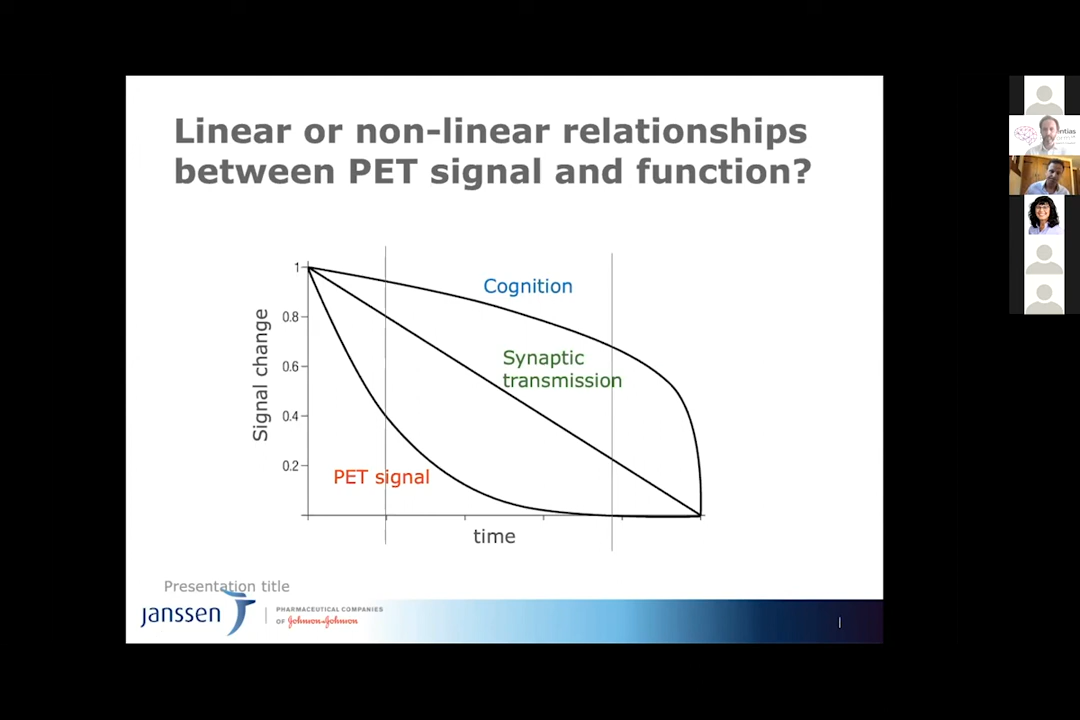 Linear or non-linear relationships
between PET signal and function?
1
0.8
0.6
0.4
0.2
Signal change
Cognition
Synaptic
transmission
PET signal
time
Presentation title
janssen
PHARMACEUTICAL COMPANIES
OF Johnson & Johnson